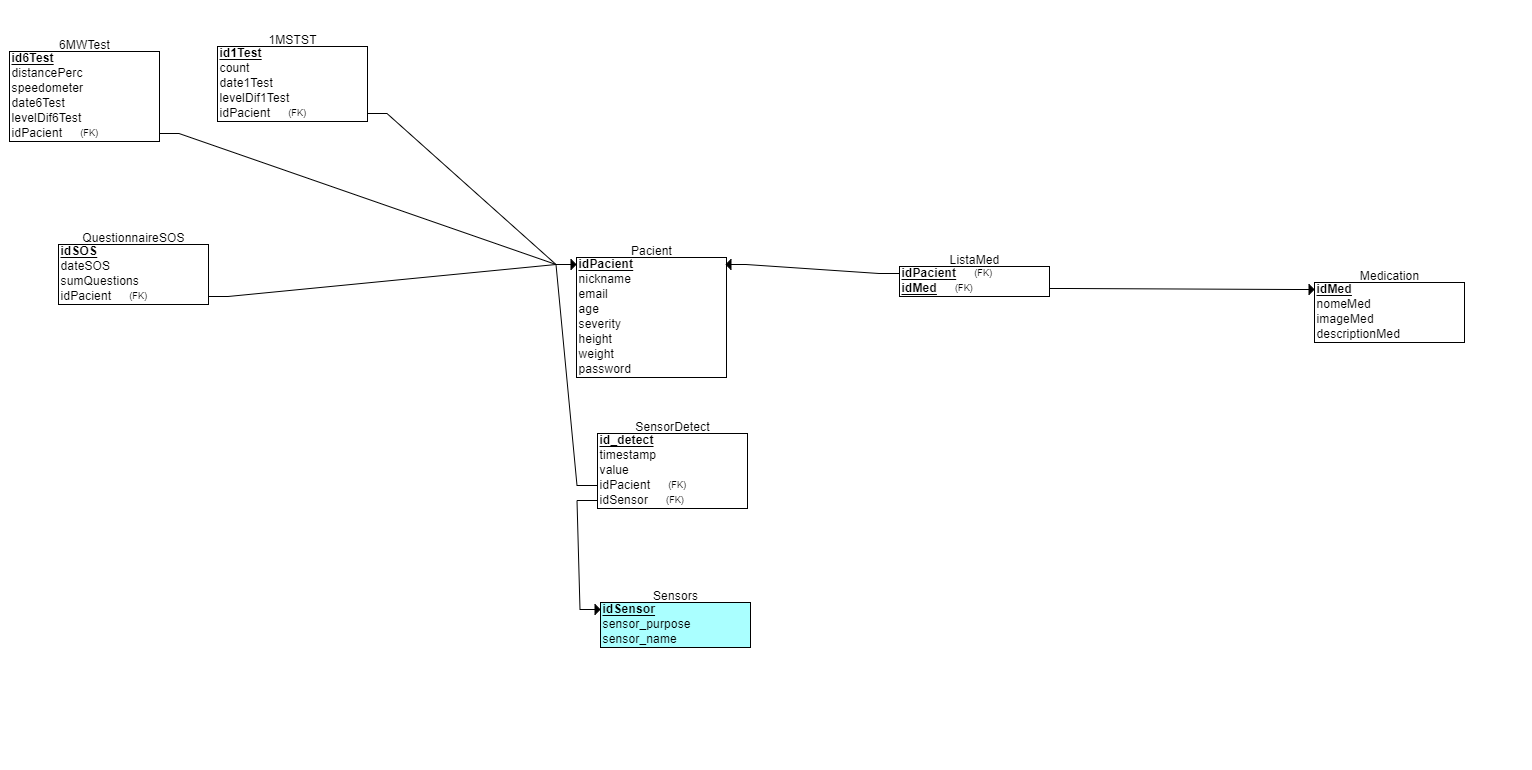 6MWTest
id6Test
distancePerc
speedometer
date6Test
levelDif6Test
idPacient (FK)
1MSTST
id1Test
count
date1Test
levelDif1Test
idPacient (FK)
QuestionnaireSOS
idSOS
dateSOS
sumQuestions
idPacient (FK)
Pacient
idPacient
nickname
email
age
severity
height
weight
password
ListaMed
idPacient (FK)
idMed (FK)
Medication
idMed
nomeMed
imageMed
descriptionMed
SensorDetect
id_detect
timestamp
value
idPacient (FK)
idSensor (FK)
Sensors
idSensor
sensor_purpose
sensor_name